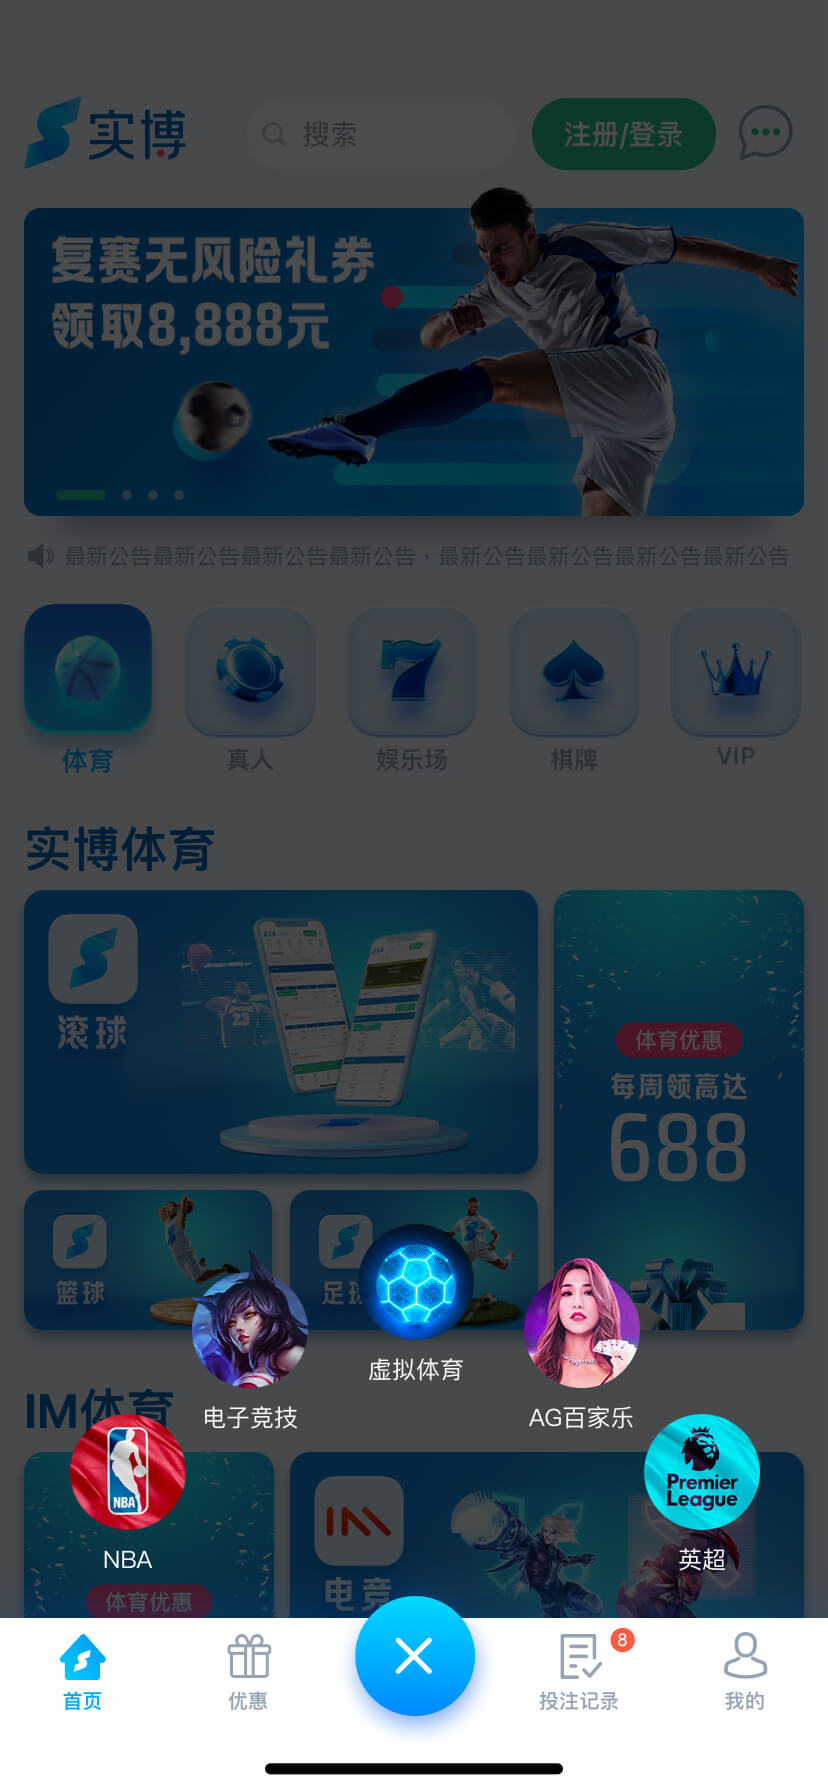 实博
搜索
注册/登录
复赛无风险礼券
领取8,888元
最新公告最新公告最新公告最新公告，最新公告最新公告最新公告最新公告
体育
真人
娱乐场
棋牌
VIP
实博体育
滚球
23
体育优惠
每周领高达
688
篮球
足球
虚拟体育
电子竞技
AG百家乐
IM体育
NBA
NBA
Premier
League
英超
体育优惠
IM
电竞
首页
优惠
投注记录
8
我的